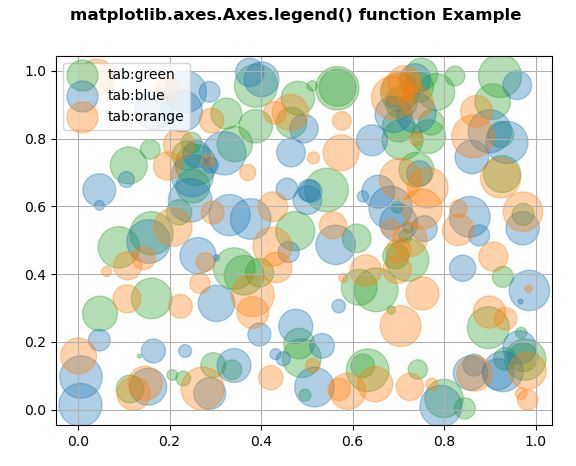 matplotlib.axes.Axes.legend() function Example
tab:green
tab:blue
tab:orange
1.0
0.8
0.6
0.4
0.2
0.0
0.0 0.2 0.4 0.6 0.8 1.0